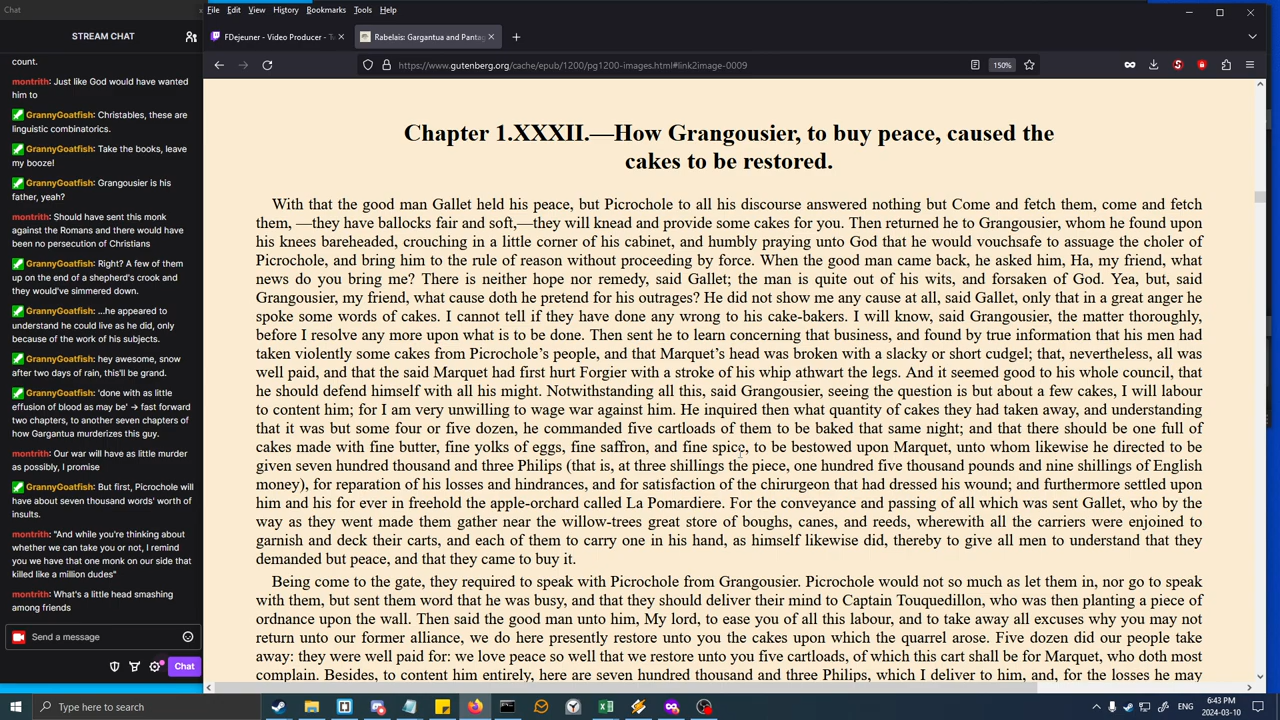 Chat
STREAM CHAT
count.
montrith: Just like God would have wanted
him to
GrannyGoatfish: Christables, these are
linguistic combinatorics.
GrannyGoatfish: Take the books, leave
my booze!
GrannyGoatfish: Grangousier is his
father, yeah?
montrith: Should have sent this monk
against the Romans and there would
have been no persecution of Christians
GrannyGoatfish: Right? A few of them
up on the end of a shepherd's crook and
they would've simmered down.
GrannyGoatfish: ...he appeared to
understand he could live as he did, only
because of the work of his subjects.
GrannyGoatfish: hey awesome, snow
after two days of rain, this'll be grand.
GrannyGoatfish: 'done with as little
effusion of blood as may be' → fast forward
two chapters, to another seven chapters of
how Gargantua murderizes this guy.
montrith: Our war will have as little murder
as possibly, I promise
GrannyGoatfish: But first, Picrochole will
have about seven thousand words' worth of
insults.
montrith: "And while you're thinking about
whether we can take you or not, I remind
you we have that one monk on our side that
killed like a million dudes"
montrith: What's a little head smashing
among friends
Send a message
Chat
File Edit View History Bookmarks Tools Help
FDejeuner - Video Producer - T
Rabelais: Gargantua and Pantag
https://www.gutenberg.org/cache/epub/1200/pg1200-images.html#link2image-0009
150%
Chapter 1.XXXII.—How Grangousier, to buy peace, caused the
cakes to be restored.
With that the good man Gallet held his peace, but Picrochole to all his discourse answered nothing but Come and fetch them, come and fetch
them, —they have ballocks fair and soft,—they will knead and provide some cakes for you. Then returned he to Grangousier, whom he found upon
his knees bareheaded, crouching in a little corner of his cabinet, and humbly praying unto God that he would vouchsafe to assuage the choler of
Picrochole, and bring him to the rule of reason without proceeding by force. When the good man came back, he asked him, Ha, my friend, what
news do you bring me? There is neither hope nor remedy, said Gallet; the man is quite out of his wits, and forsaken of God. Yea, but, said
Grangousier, my friend, what cause doth he pretend for his outrages? He did not show me any cause at all, said Gallet, only that in a great anger he
spoke some words of cakes. I cannot tell if they have done any wrong to his cake-bakers. I will know, said Grangousier, the matter thoroughly,
before I resolve any more upon what is to be done. Then sent he to learn concerning that business, and found by true information that his men had
taken violently some cakes from Picrochole's people, and that Marquet's head was broken with a slacky or short cudgel; that, nevertheless, all was
well paid, and that the said Marquet had first hurt Forgier with a stroke of his whip athwart the legs. And it seemed good to his whole council, that
he should defend himself with all his might. Notwithstanding all this, said Grangousier, seeing the question is but about a few cakes, I will labour
to content him; for I am very unwilling to wage war against him. He inquired then what quantity of cakes they had taken away, and understanding
that it was but some four or five dozen, he commanded five cartloads of them to be baked that same night; and that there should be one full of
cakes made with fine butter, fine yolks of eggs, fine saffron, and fine spice, to be bestowed upon Marquet, unto whom likewise he directed to be
given seven hundred thousand and three Philips (that is, at three shillings the piece, one hundred five thousand pounds and nine shillings of English
money), for reparation of his losses and hindrances, and for satisfaction of the chirurgeon that had dressed his wound; and furthermore settled upon
him and his for ever in freehold the apple-orchard called La Pomardiere. For the conveyance and passing of all which was sent Gallet, who by the
way as they went made them gather near the willow-trees great store of boughs, canes, and reeds, wherewith all the carriers were enjoined to
garnish and deck their carts, and each of them to carry one in his hand, as himself likewise did, thereby to give all men to understand that they
demanded but peace, and that they came to buy it.
Being come to the gate, they required to speak with Picrochole from Grangousier. Picrochole would not so much as let them in, nor go to speak
with them, but sent them word that he was busy, and that they should deliver their mind to Captain Touquedillon, who was then planting a piece of
ordnance upon the wall. Then said the good man unto him, My lord, to ease you of all this labour, and to take away all excuses why you may not
return unto our former alliance, we do here presently restore unto you the cakes upon which the quarrel arose. Five dozen did our people take
away: they were well paid for: we love peace so well that we restore unto you five cartloads, of which this cart shall be for Marquet, who doth most
complain. Besides, to content him entirely, here are seven hundred thousand and three Philips, which I deliver to him, and, for the losses he may
Type here to search
ENG
6:43 PM
2024-03-10